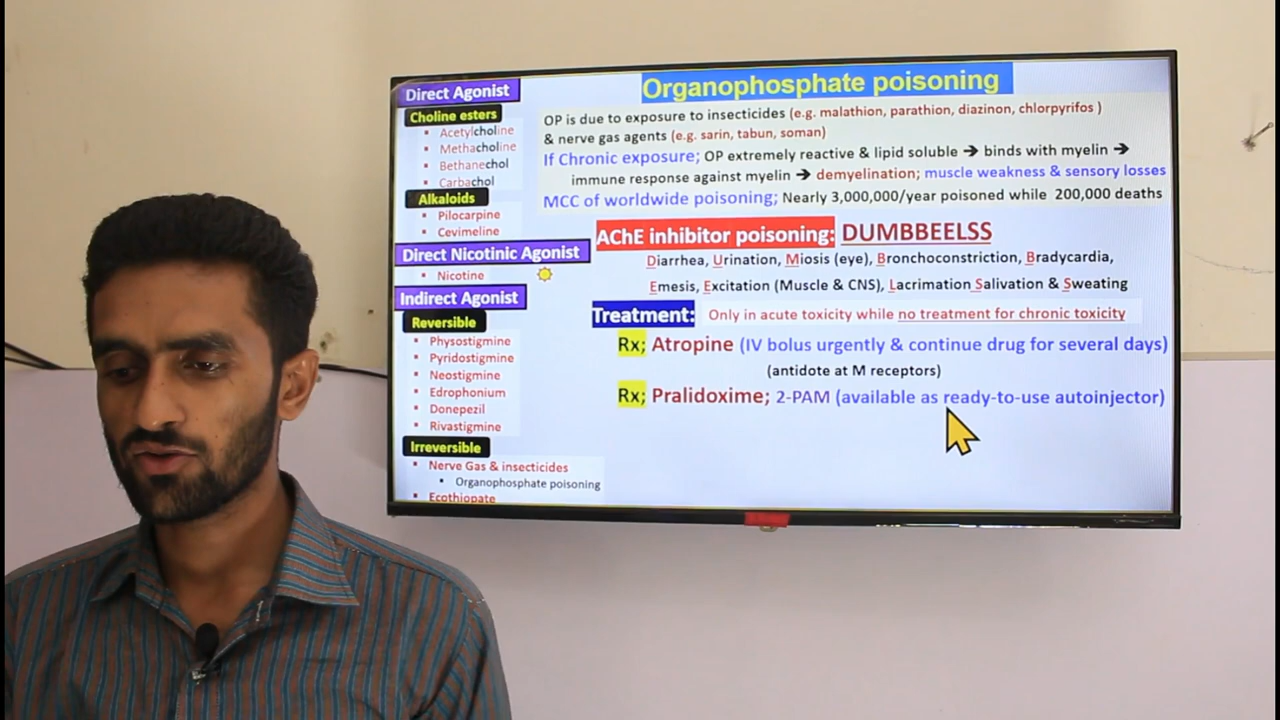 Direct Agonist
Choline esters
▪ Acetylcholine
▪ Methacholine
▪ Bethanechol
▪ Carbachol
Alkaloids
▪ Pilocarpine
▪ Cevimeline
Direct Nicotinic Agonist
▪ Nicotine
Indirect Agonist
Reversible
▪ Physostigmine
▪ Pyridostigmine
▪ Neostigmine
▪ Edrophonium
▪ Donepezil
▪ Rivastigmine
Irreversible
▪ Nerve Gas & insecticides
▪ Organophosphate poisoning
▪ Ecothiopate
Organophosphate poisoning
OP is due to exposure to insecticides (e.g. malathion, parathion, diazinon, chlorpyrifos )
& nerve gas agents (e.g. sarin, tabun, soman)
If Chronic exposure; OP extremely reactive & lipid soluble ➔ binds with myelin ➔
immune response against myelin ➔ demyelination; muscle weakness & sensory losses
MCC of worldwide poisoning; Nearly 3,000,000/year poisoned while 200,000 deaths
AChE inhibitor poisoning: DUMBBEELSS
Diarrhea, Urination, Miosis (eye), Bronchoconstriction, Bradycardia,
Emesis, Excitation (Muscle & CNS), Lacrimation Salivation & Sweating
Treatment: Only in acute toxicity while no treatment for chronic toxicity
Rx; Atropine (IV bolus urgently & continue drug for several days)
(antidote at M receptors)
Rx; Pralidoxime; 2-PAM (available as ready-to-use autoinjector)